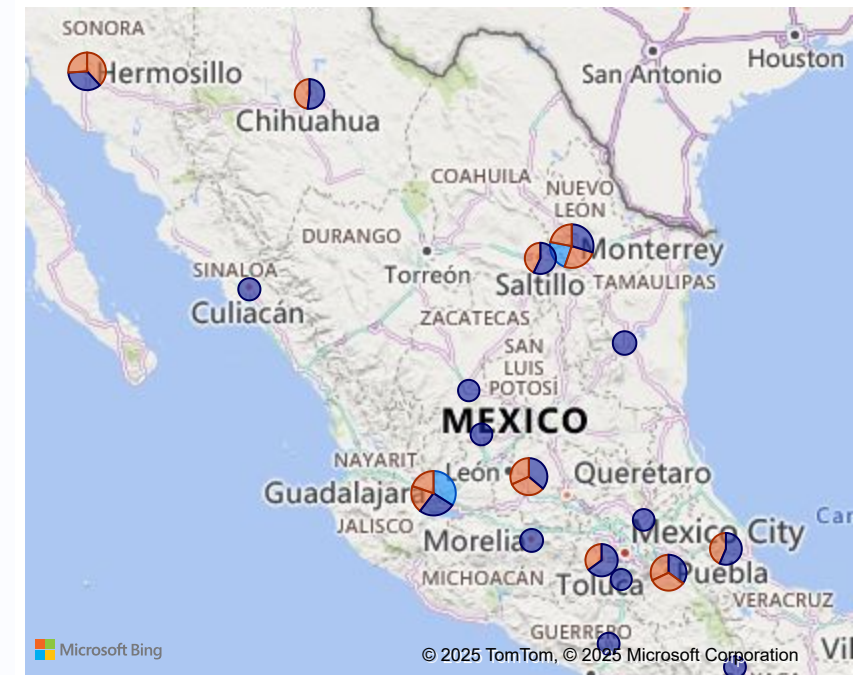 SONORA
Hermosillo
Chihuahua
San Antonio
Houston
COAHUILA
NUEVO
LEÓN
DURANGO
Monterrey
Torreón
Saltillo
TAMAULIPAS
SINALOA
Culiacán
ZACATECAS
SAN
LUIS
POTOSÍ
MEXICO
NAYARIT
León
Querétaro
Guadalajara
JALISCO
Morelia
Mexico City
MICHOACÁN
Toluca
Puebla
VERACRUZ
GUERRERO
Microsoft Bing
© 2025 TomTom, © 2025 Microsoft Corporation